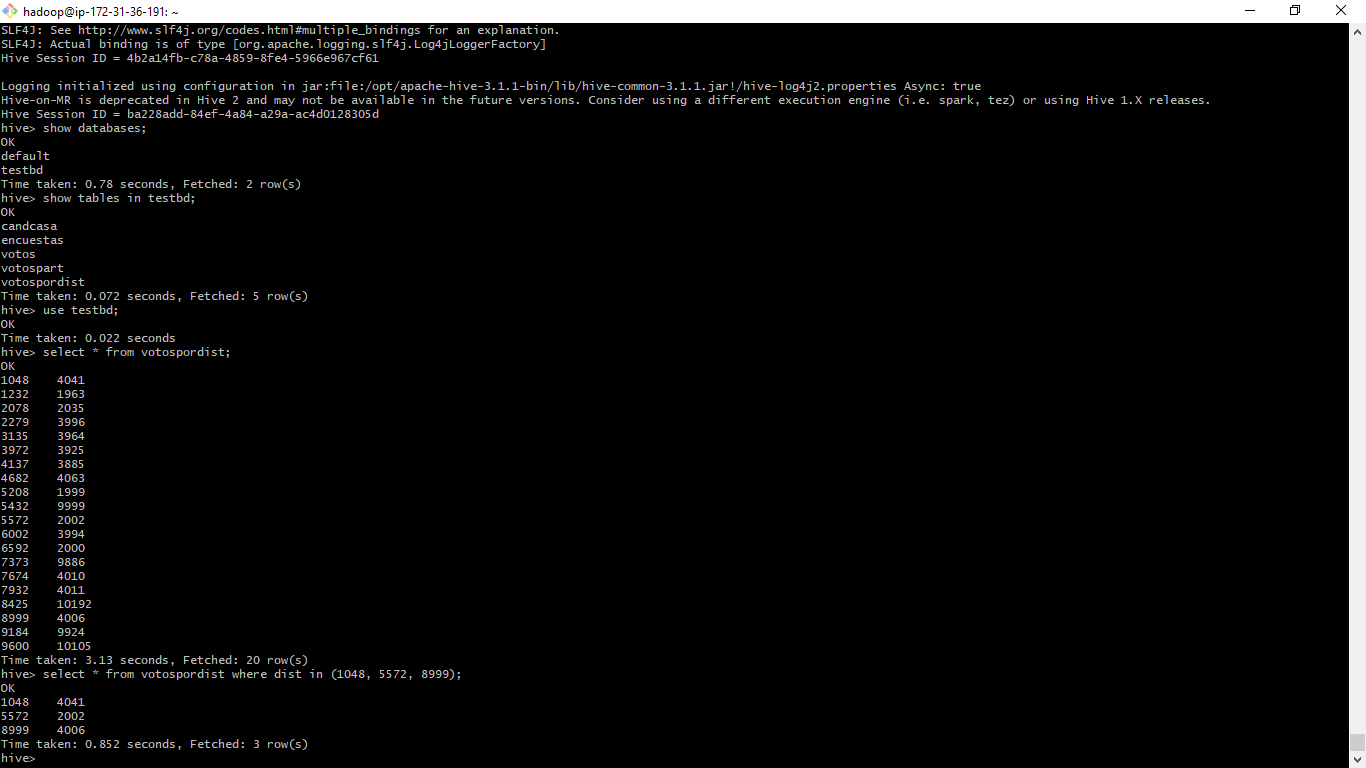 hadoop@ip-172-31-36-191: ~
SLF4J: See http://www.slf4j.org/codes.html#multiple_bindings for an explanation.
SLF4J: Actual binding is of type [org.apache.logging.slf4j.Log4jLoggerFactory]
Hive Session ID = 4b2a14fb-c78a-4859-8fe4-5966e967cf61
Logging initialized using configuration in jar:file:/opt/apache-hive-3.1.1-bin/lib/hive-common-3.1.1.jar!/hive-log4j2.properties Async: true
Hive-on-MR is deprecated in Hive 2 and may not be available in the future versions. Consider using a different execution engine (i.e. spark, tez) or using Hive 1.X releases.
Hive Session ID = ba228add-84ef-4a84-a29a-ac4d0128305d
hive> show databases;
OK
default
testbd
Time taken: 0.78 seconds, Fetched: 2 row(s)
hive> show tables in testbd;
OK
candcasa
encuestas
votos
votospart
votospordist
Time taken: 0.072 seconds, Fetched: 5 row(s)
hive> use testbd;
OK
Time taken: 0.022 seconds
hive> select * from votospordist;
OK
1048    4041
1232    1963
2078    2035
2279    3996
3135    3964
3972    3925
4137    3885
4682    4063
5208    1999
5432    9999
5572    2002
6002    3994
6592    2000
7373    9886
7674    4010
7932    4011
8425    10192
8999    4006
9184    9924
9600    10105
Time taken: 3.13 seconds, Fetched: 20 row(s)
hive> select * from votospordist where dist in (1048, 5572, 8999);
OK
1048    4041
5572    2002
8999    4006
Time taken: 0.852 seconds, Fetched: 3 row(s)
hive>